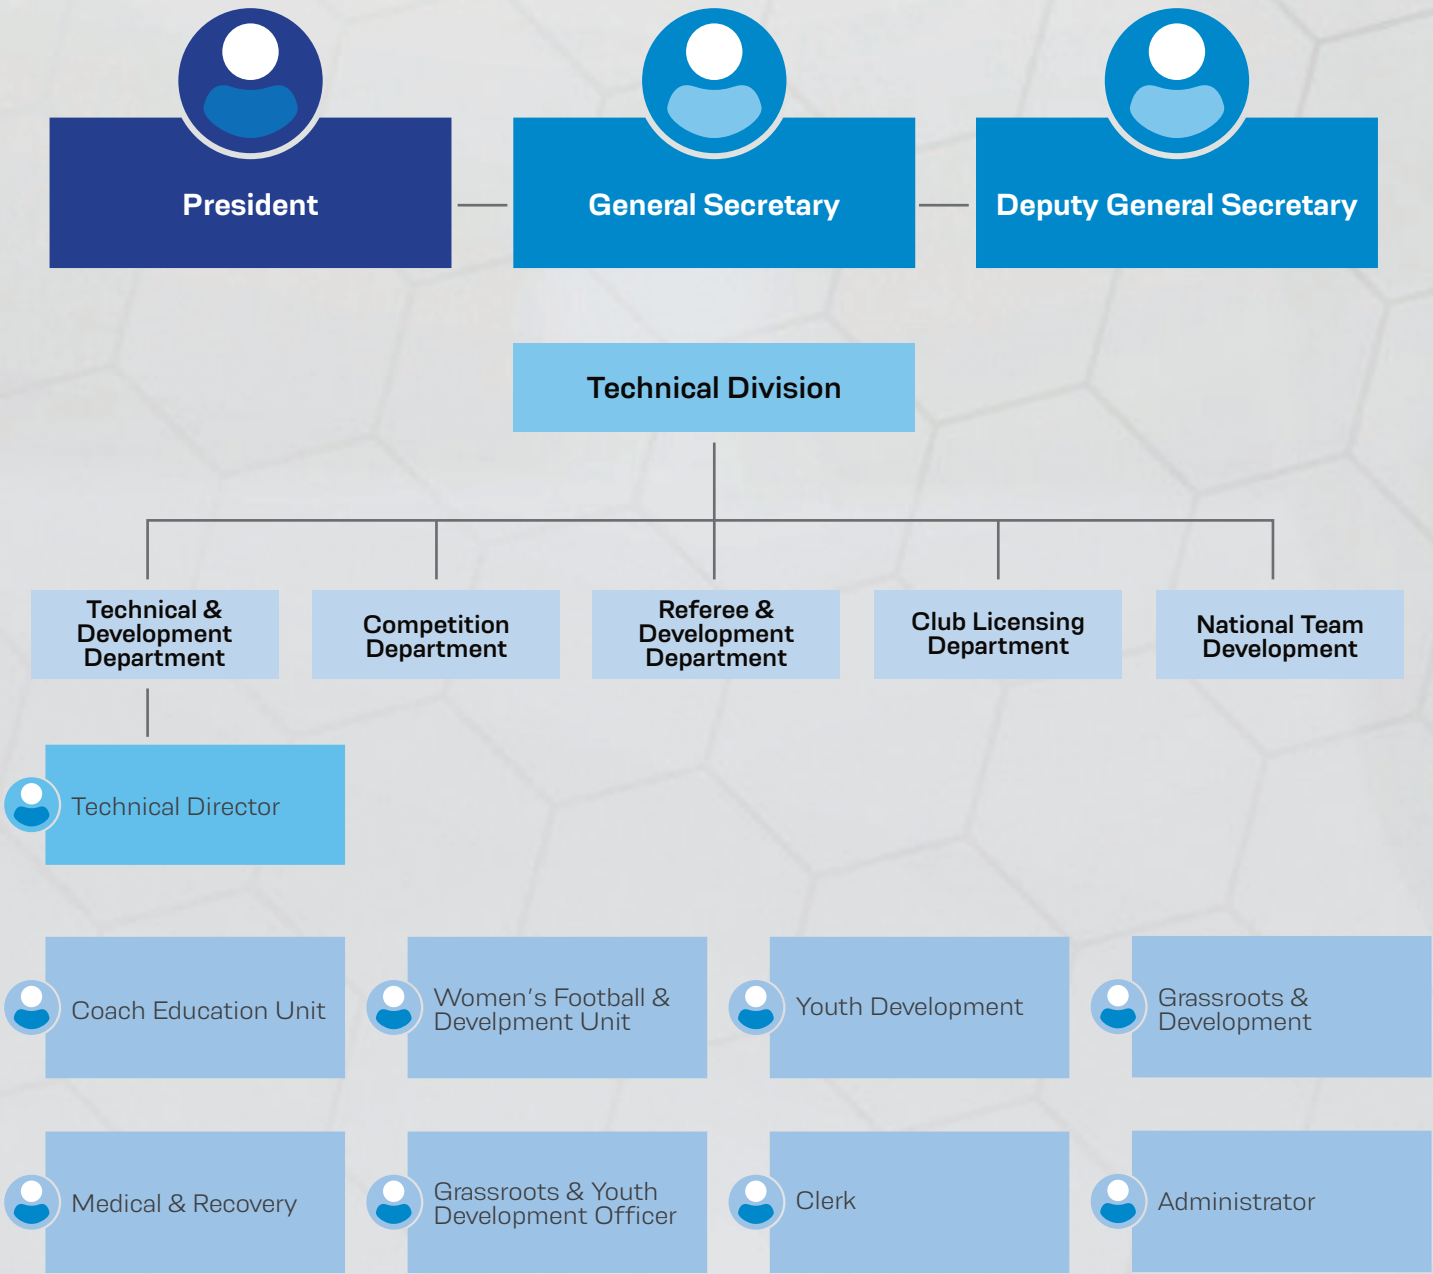 President
General Secretary
Deputy General Secretary
Technical Division
Technical &
Development
Department
Competition
Department
Referee &
Development
Department
Club Licensing
Department
National Team
Development
Technical Director
Coach Education Unit
Women's Football &
Develpment Unit
Youth Development
Grassroots &
Development
Medical & Recovery
Grassroots & Youth
Development Officer
Clerk
Administrator